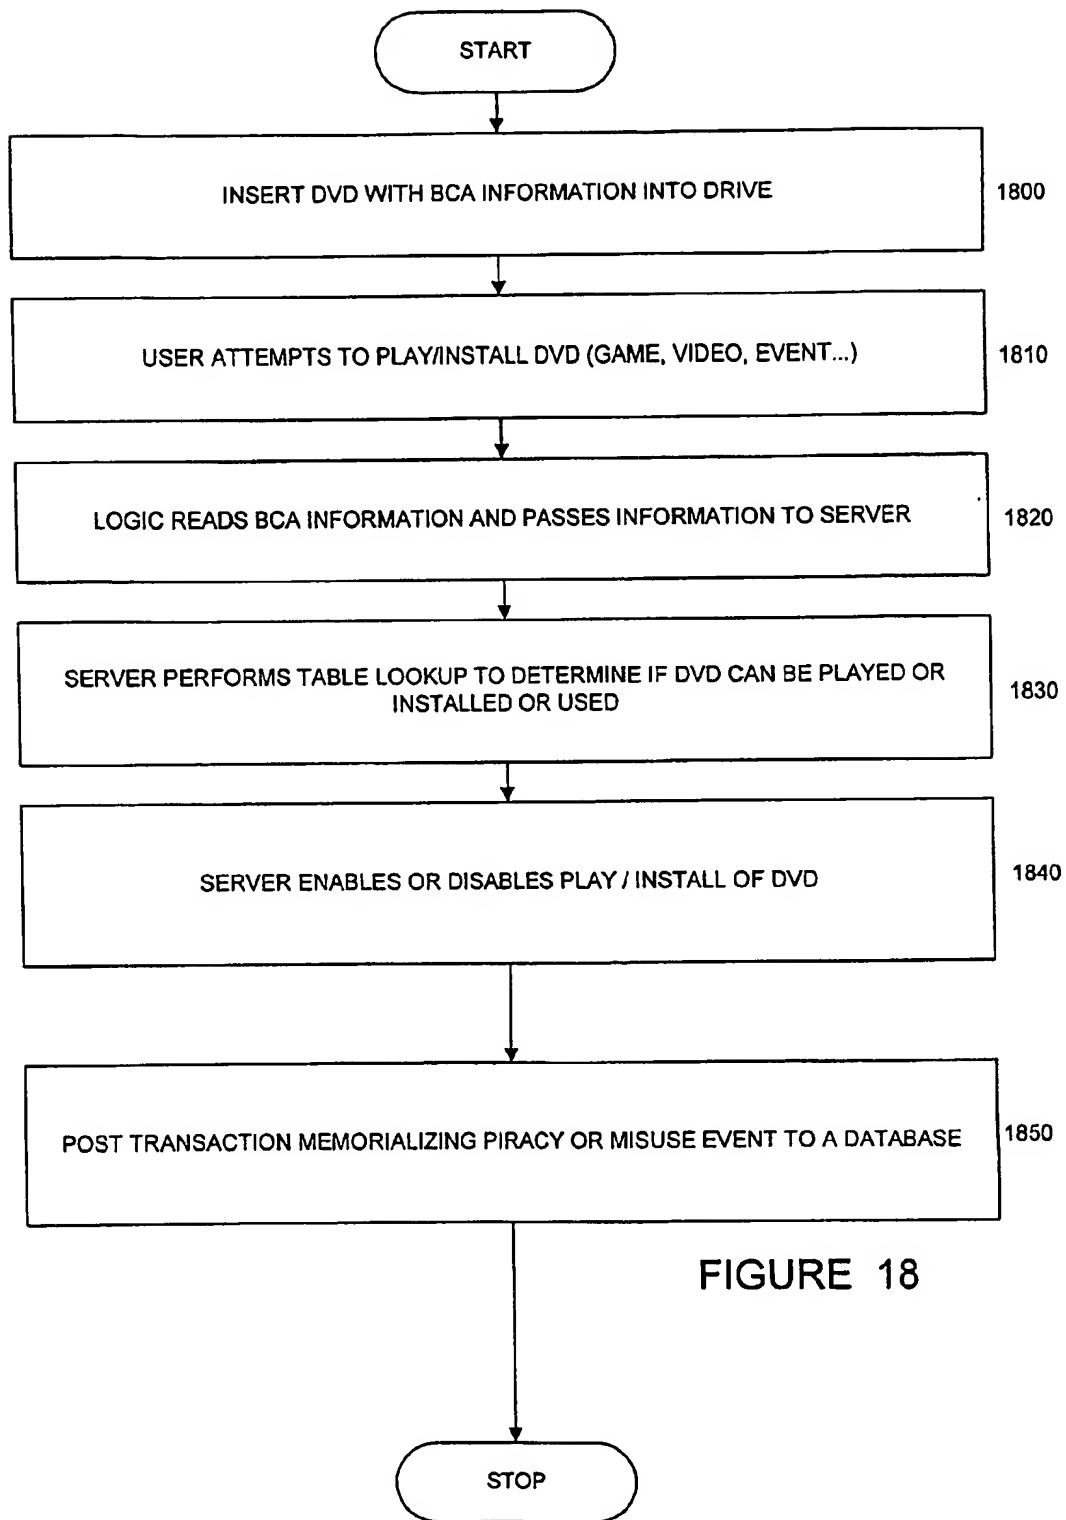 START
INSERT DVD WITH BCA INFORMATION INTO DRIVE
1800
USER ATTEMPTS TO PLAY/INSTALL DVD (GAME, VIDEO, EVENT...)
1810
LOGIC READS BCA INFORMATION AND PASSES INFORMATION TO SERVER
1820
SERVER PERFORMS TABLE LOOKUP TO DETERMINE IF DVD CAN BE PLAYED OR
INSTALLED OR USED
1830
SERVER ENABLES OR DISABLES PLAY / INSTALL OF DVD
1840
POST TRANSACTION MEMORIALIZING PIRACY OR MISUSE EVENT TO A DATABASE
1850
FIGURE 18
STOP